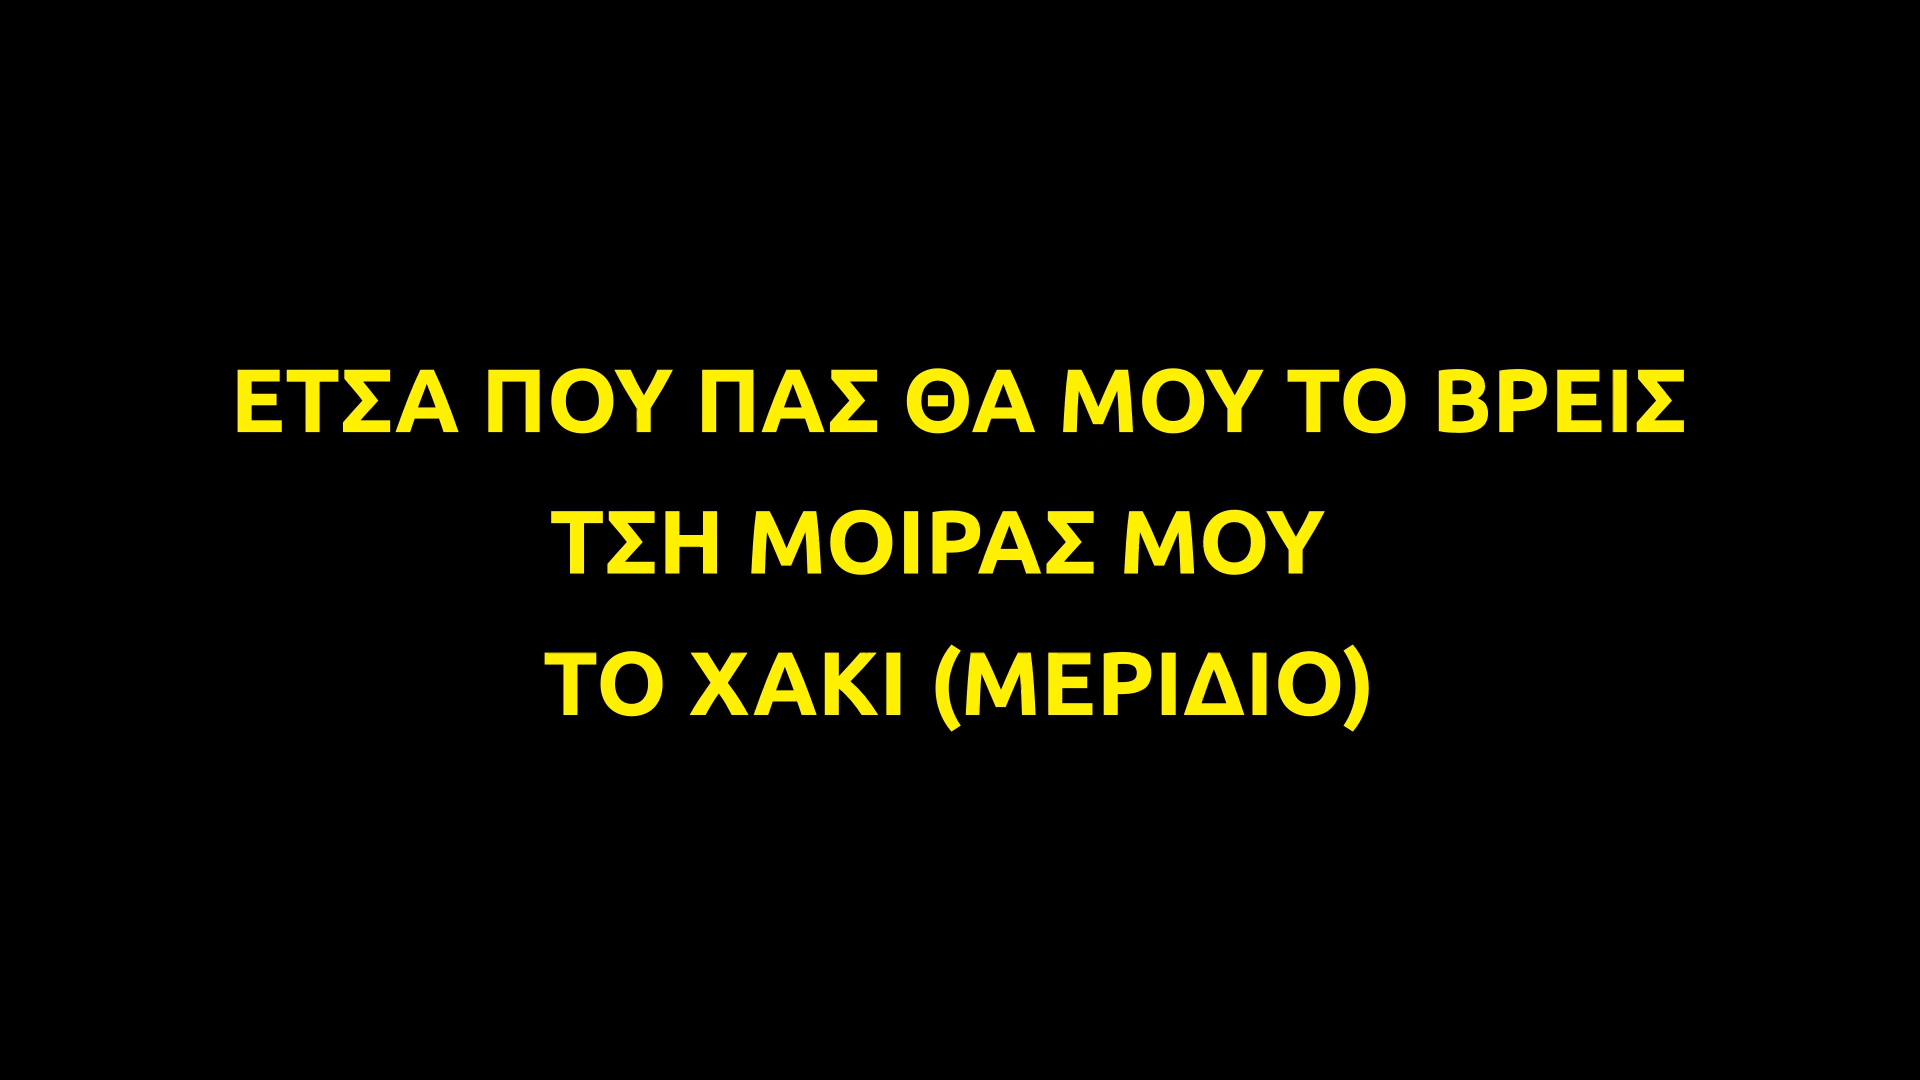 ΕΤΣΑ ΠΟΥ ΠΑΣ ΘΑ ΜΟΥ ΤΟ ΒΡΕΙΣ
ΤΣΗ ΜΟΙΡΑΣ ΜΟΥ
ΤΟ ΧΑΚΙ (ΜΕΡΙΔΙΟ)